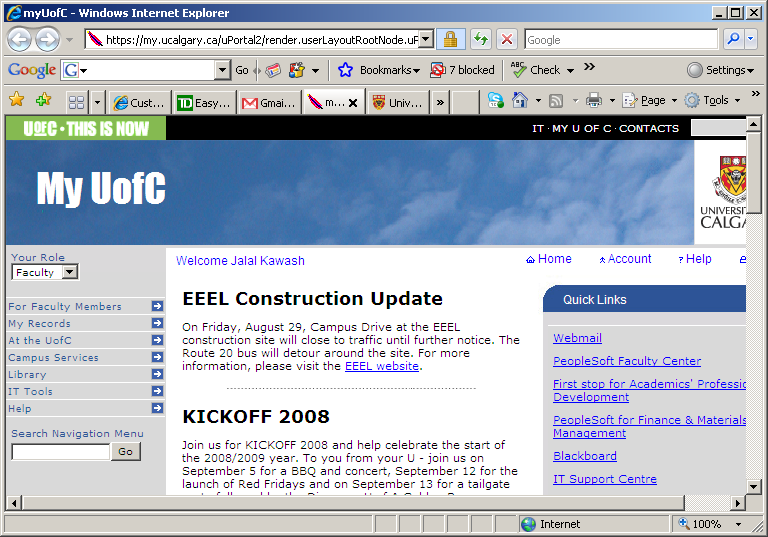 myUofC - Windows Internet Explorer
https://my.ucalgary.ca/uPortal2/render.userLayoutRootNode.uP
Google
Google G Go Bookmarks 7 blocked Check » Settings
Cust... TD Easy... Gmai... m... Univ... » Page Tools »
UofC · THIS IS NOW
IT · MY U OF C · CONTACTS
My UofC
UNIVERSI
CALGA
Your Role
Faculty
Welcome Jalal Kawash
Home Account ? Help
For Faculty Members
My Records
At the UofC
Campus Services
Library
IT Tools
Help
Search Navigation Menu
Go
EEEL Construction Update
On Friday, August 29, Campus Drive at the EEEL
construction site will close to traffic until further notice. The
Route 20 bus will detour around the site. For more
information, please visit the EEEL website.
KICKOFF 2008
Join us for KICKOFF 2008 and help celebrate the start of
the 2008/2009 year. To you from your U - join us on
September 5 for a BBQ and concert, September 12 for the
launch of Red Fridays and on September 13 for a tailgate
Quick Links
Webmail
PeopleSoft Faculty Center
First stop for Academics' Professio
Development
PeopleSoft for Finance & Materials
Management
Blackboard
IT Support Centre
Internet
100%